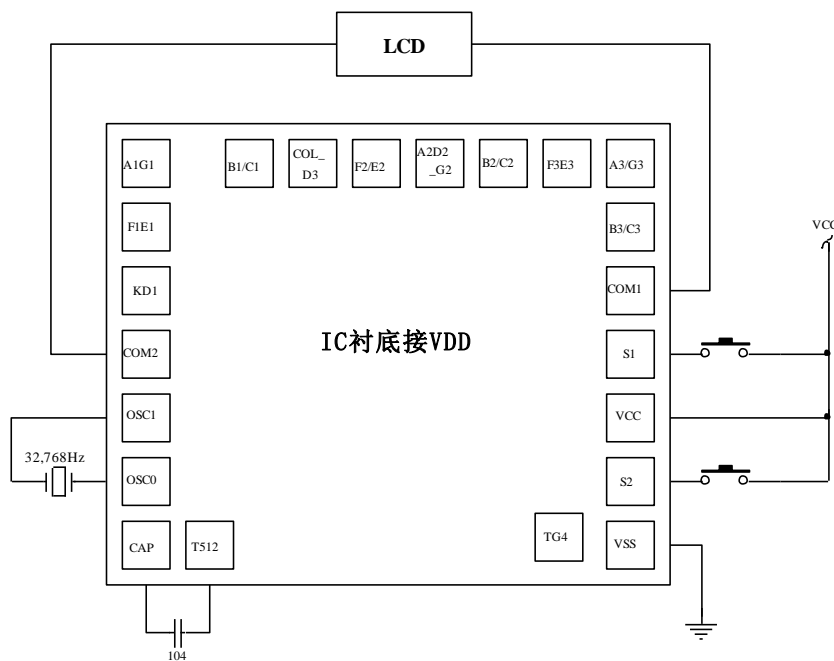 LCD
A1G1
B1/C1
COL_
D3
F2/E2
A2D2
_G2
B2/C2
F3E3
A3/G3
F1E1
B3/C3
VCC
KD1
COM1
IC衬底接VDD
COM2
S1
OSC1
VCC
32,768Hz
OSC0
S2
CAP
T512
TG4
VSS
104